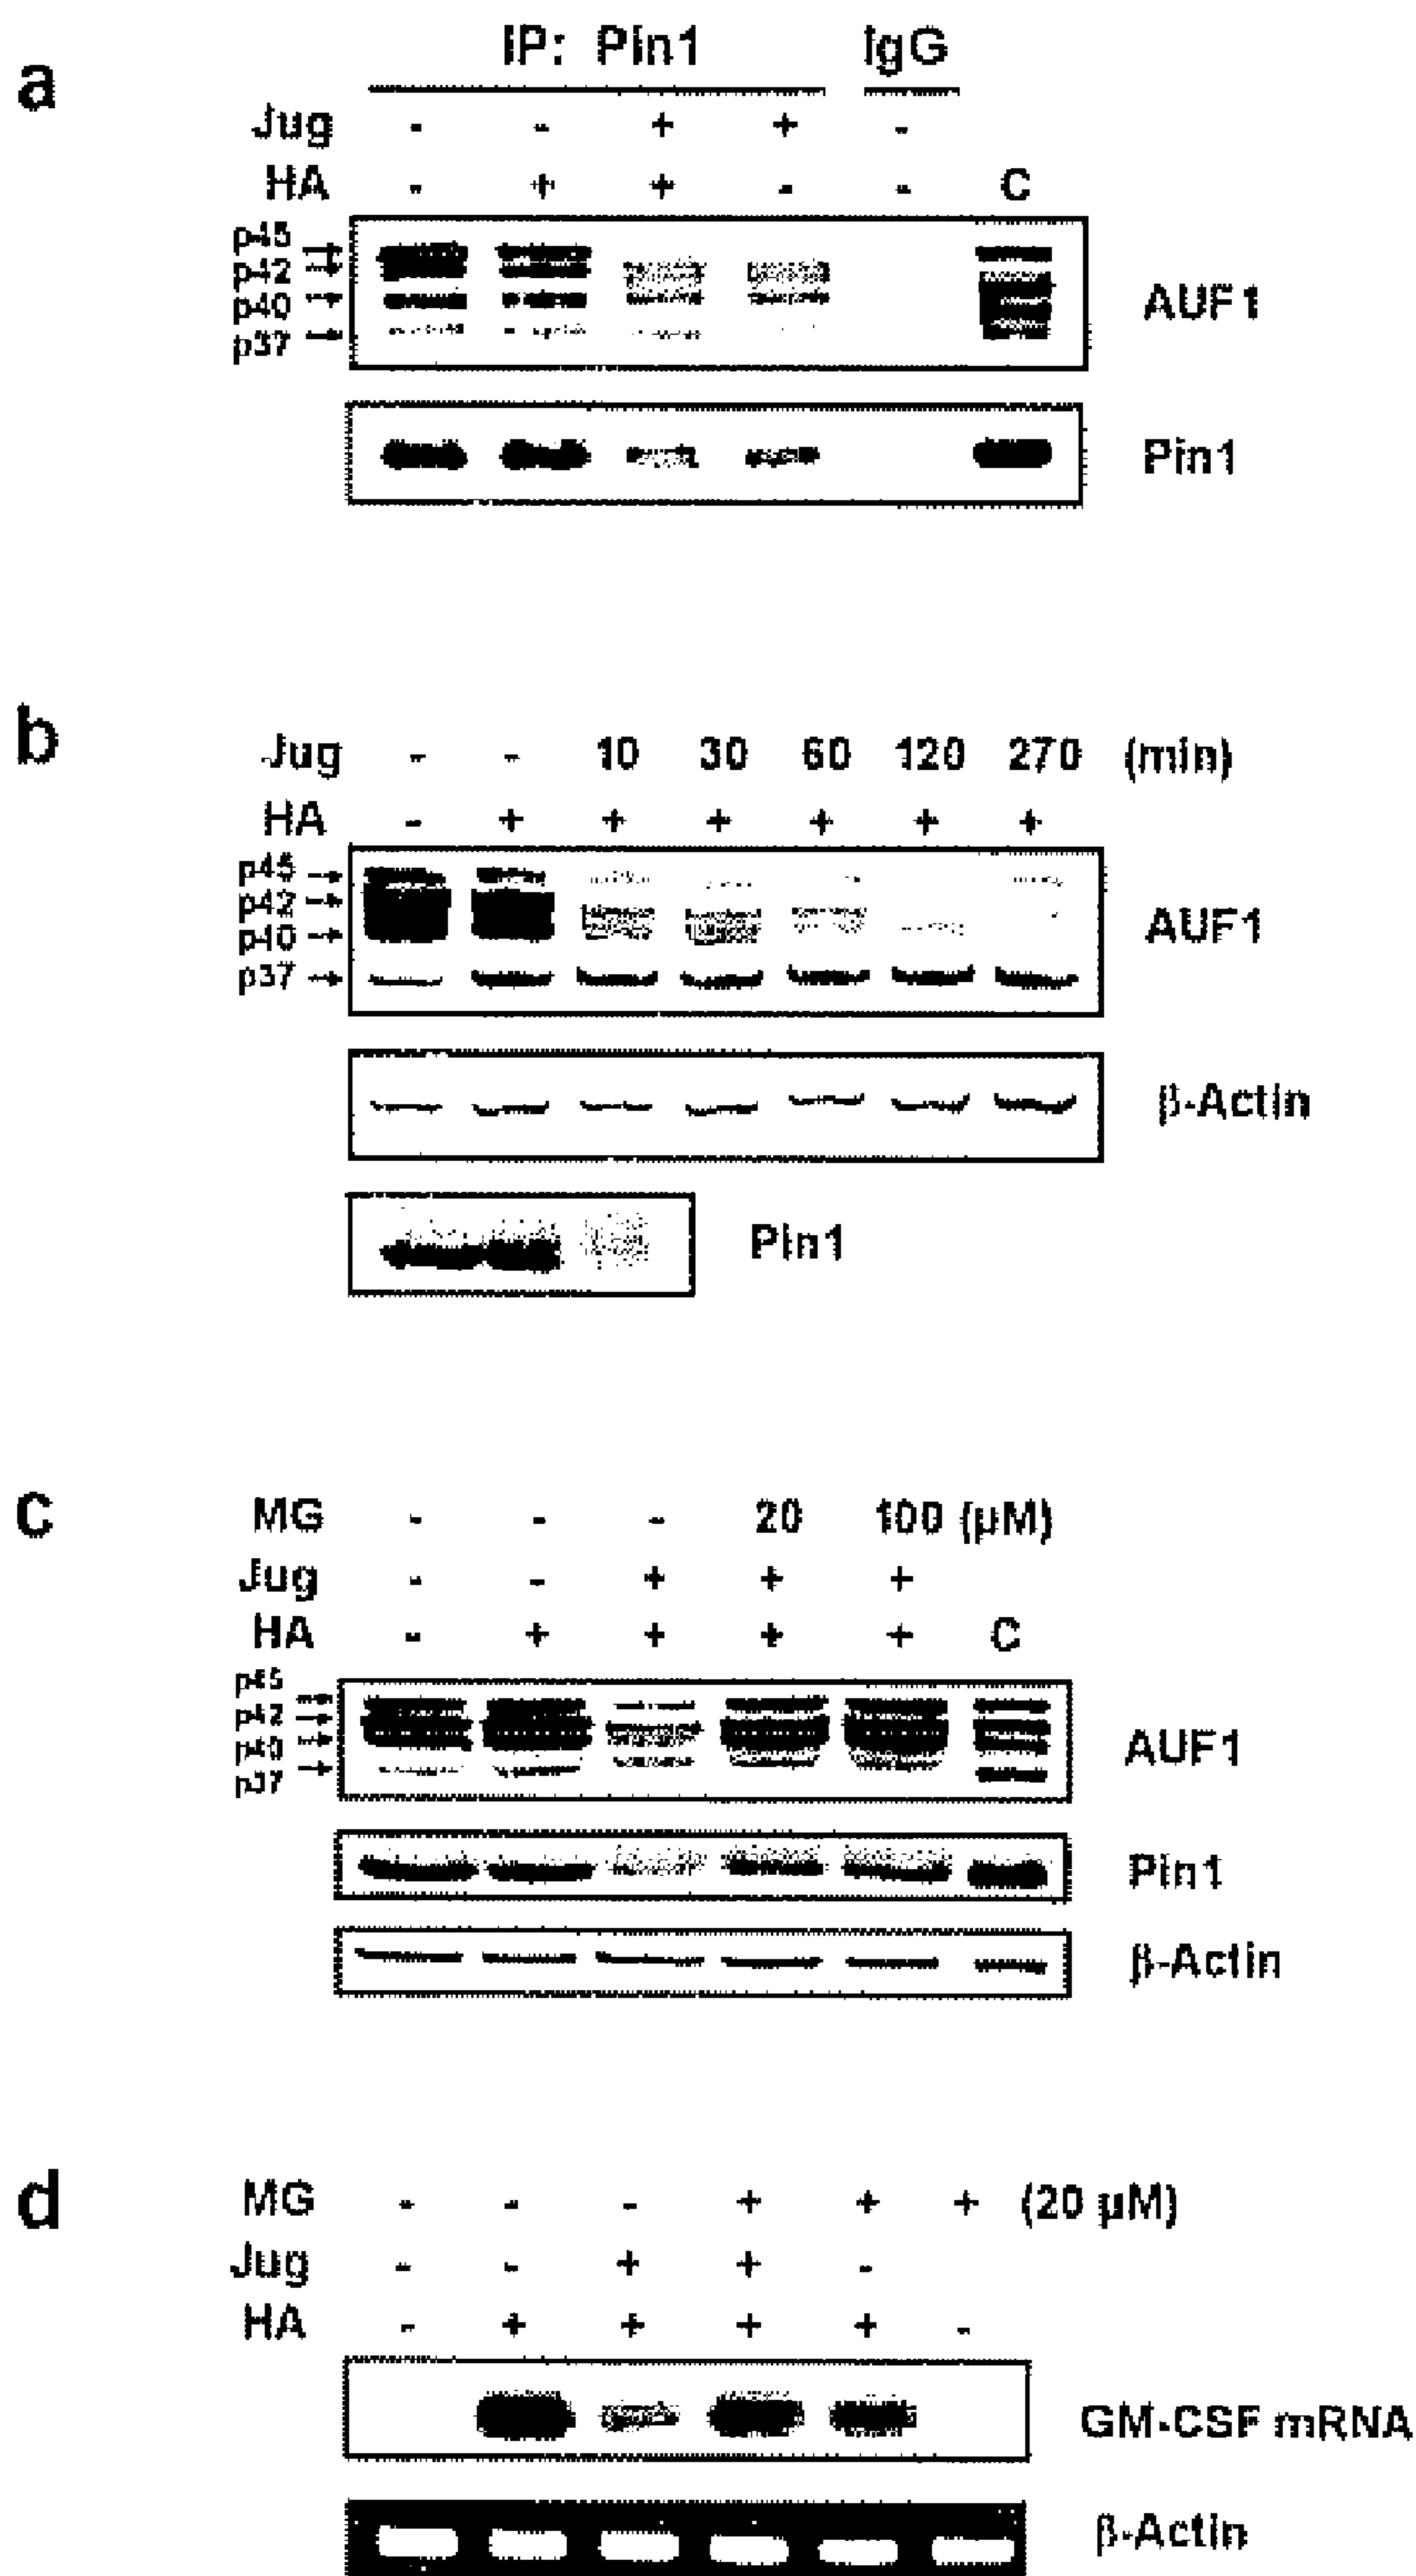 a
IP: Pin1 IgG
Jug - - + + -
HA - + + - - C
p45
p42
p40
p37
AUF1
Pin1
b
Jug - - 10 30 60 120 270 (min)
HA - + + + + + +
p45
p42
p40
p37
AUF1
β-Actin
Pin1
c
MG - - - 20 100 (µM)
Jug - - + + +
HA - + + + + C
p45
p42
p40
p37
AUF1
Pin1
β-Actin
d
MG - - - + + + (20 µM)
Jug - - + + -
HA - + + + + -
GM-CSF mRNA
β-Actin